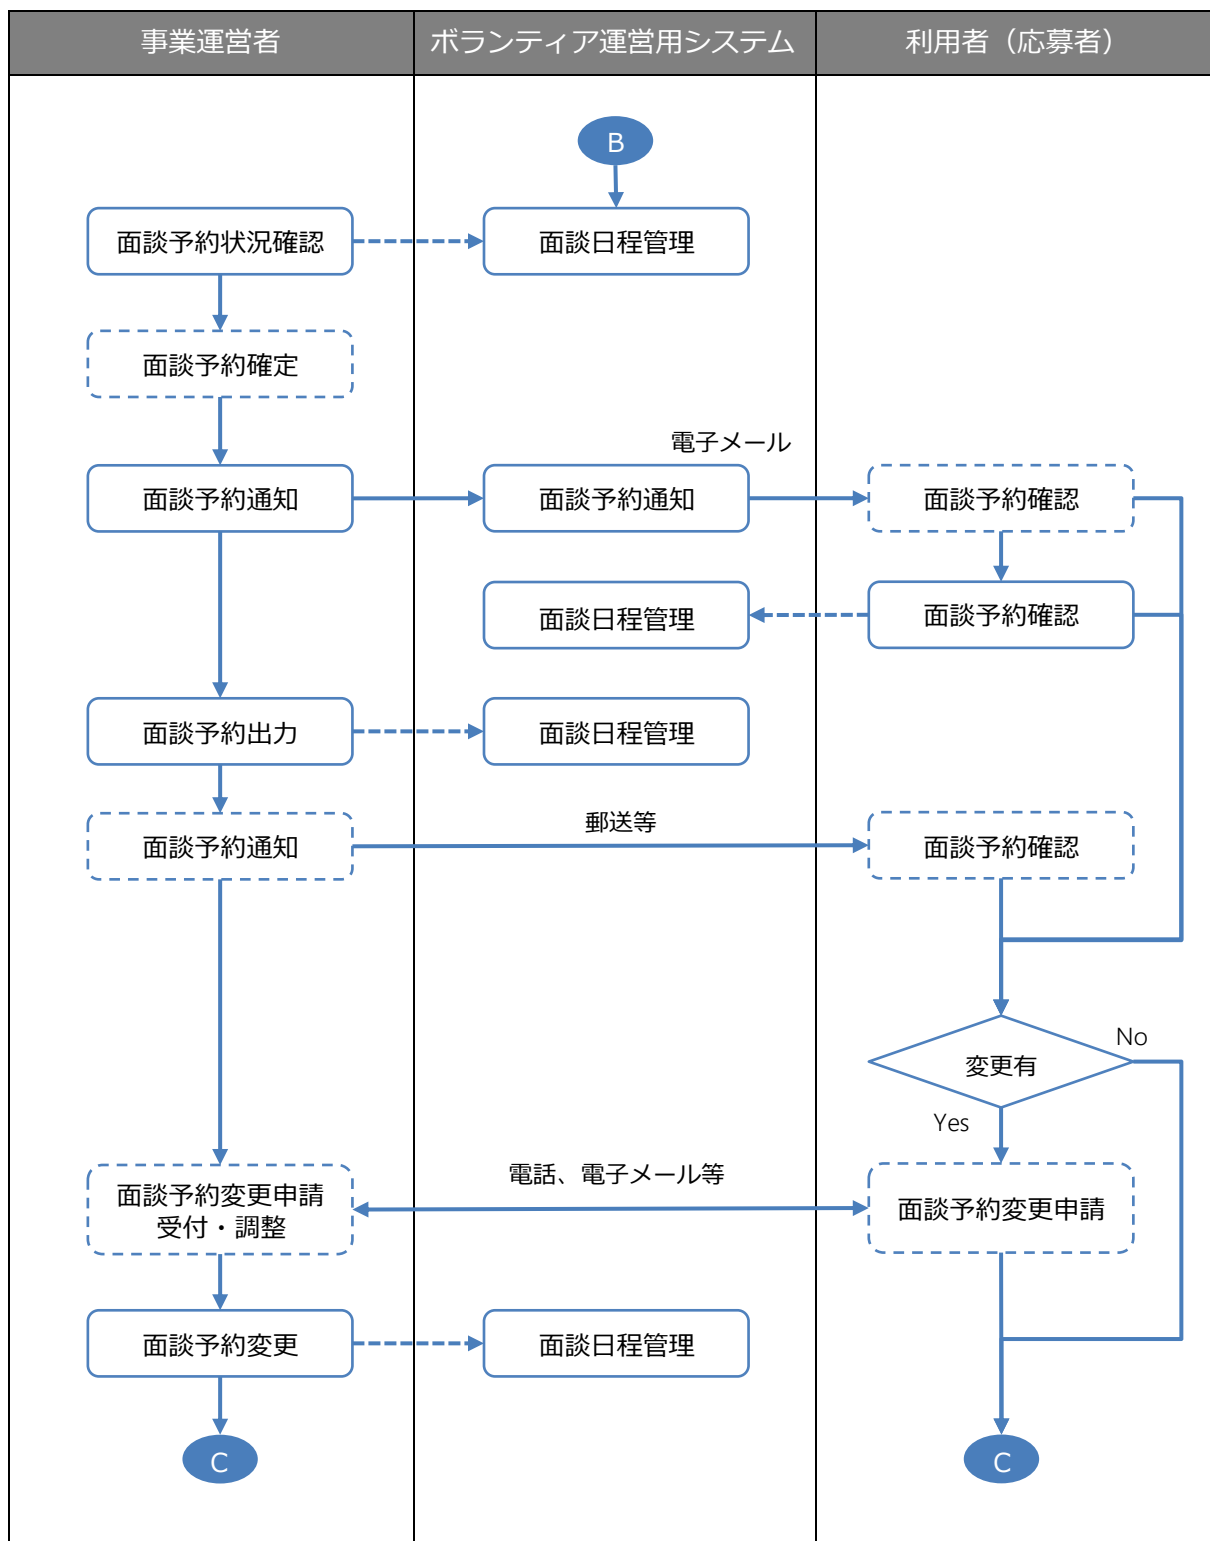 事業運営者
ボランティア運営用システム
利用者（応募者）
B
面談予約状況確認
面談日程管理
面談予約確定
電子メール
面談予約通知
面談予約通知
面談予約確認
面談日程管理
面談予約確認
面談予約出力
面談日程管理
面談予約通知
郵送等
面談予約確認
変更有
No
Yes
面談予約変更申請
受付・調整
電話、電子メール等
面談予約変更申請
面談予約変更
面談日程管理
C
C